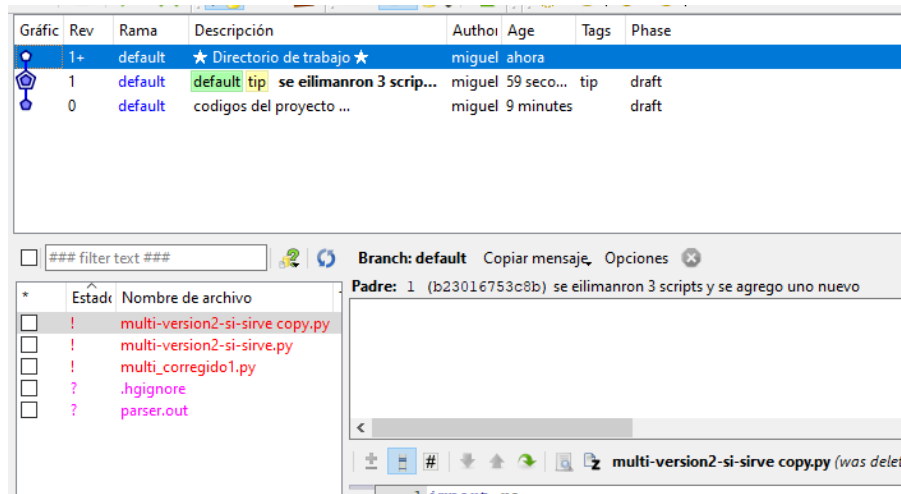 Gráfic Rev Rama Descripción Author Age Tags Phase
1+ default ★ Directorio de trabajo ★ miguel ahora
1 default default tip se eilimanron 3 scrip... miguel 59 seco... tip draft
0 default codigos del proyecto ... miguel 9 minutes draft
### filter text ### Branch: default Copiar mensaje Opciones
Padre: 1 (b23016753c8b) se eilimanron 3 scripts y se agrego uno nuevo
* Estado Nombre de archivo
! multi-version2-si-sirve copy.py
! multi-version2-si-sirve.py
! multi_corregido1.py
? .hgignore
? parser.out
# multi-version2-si-sirve copy.py (was delet